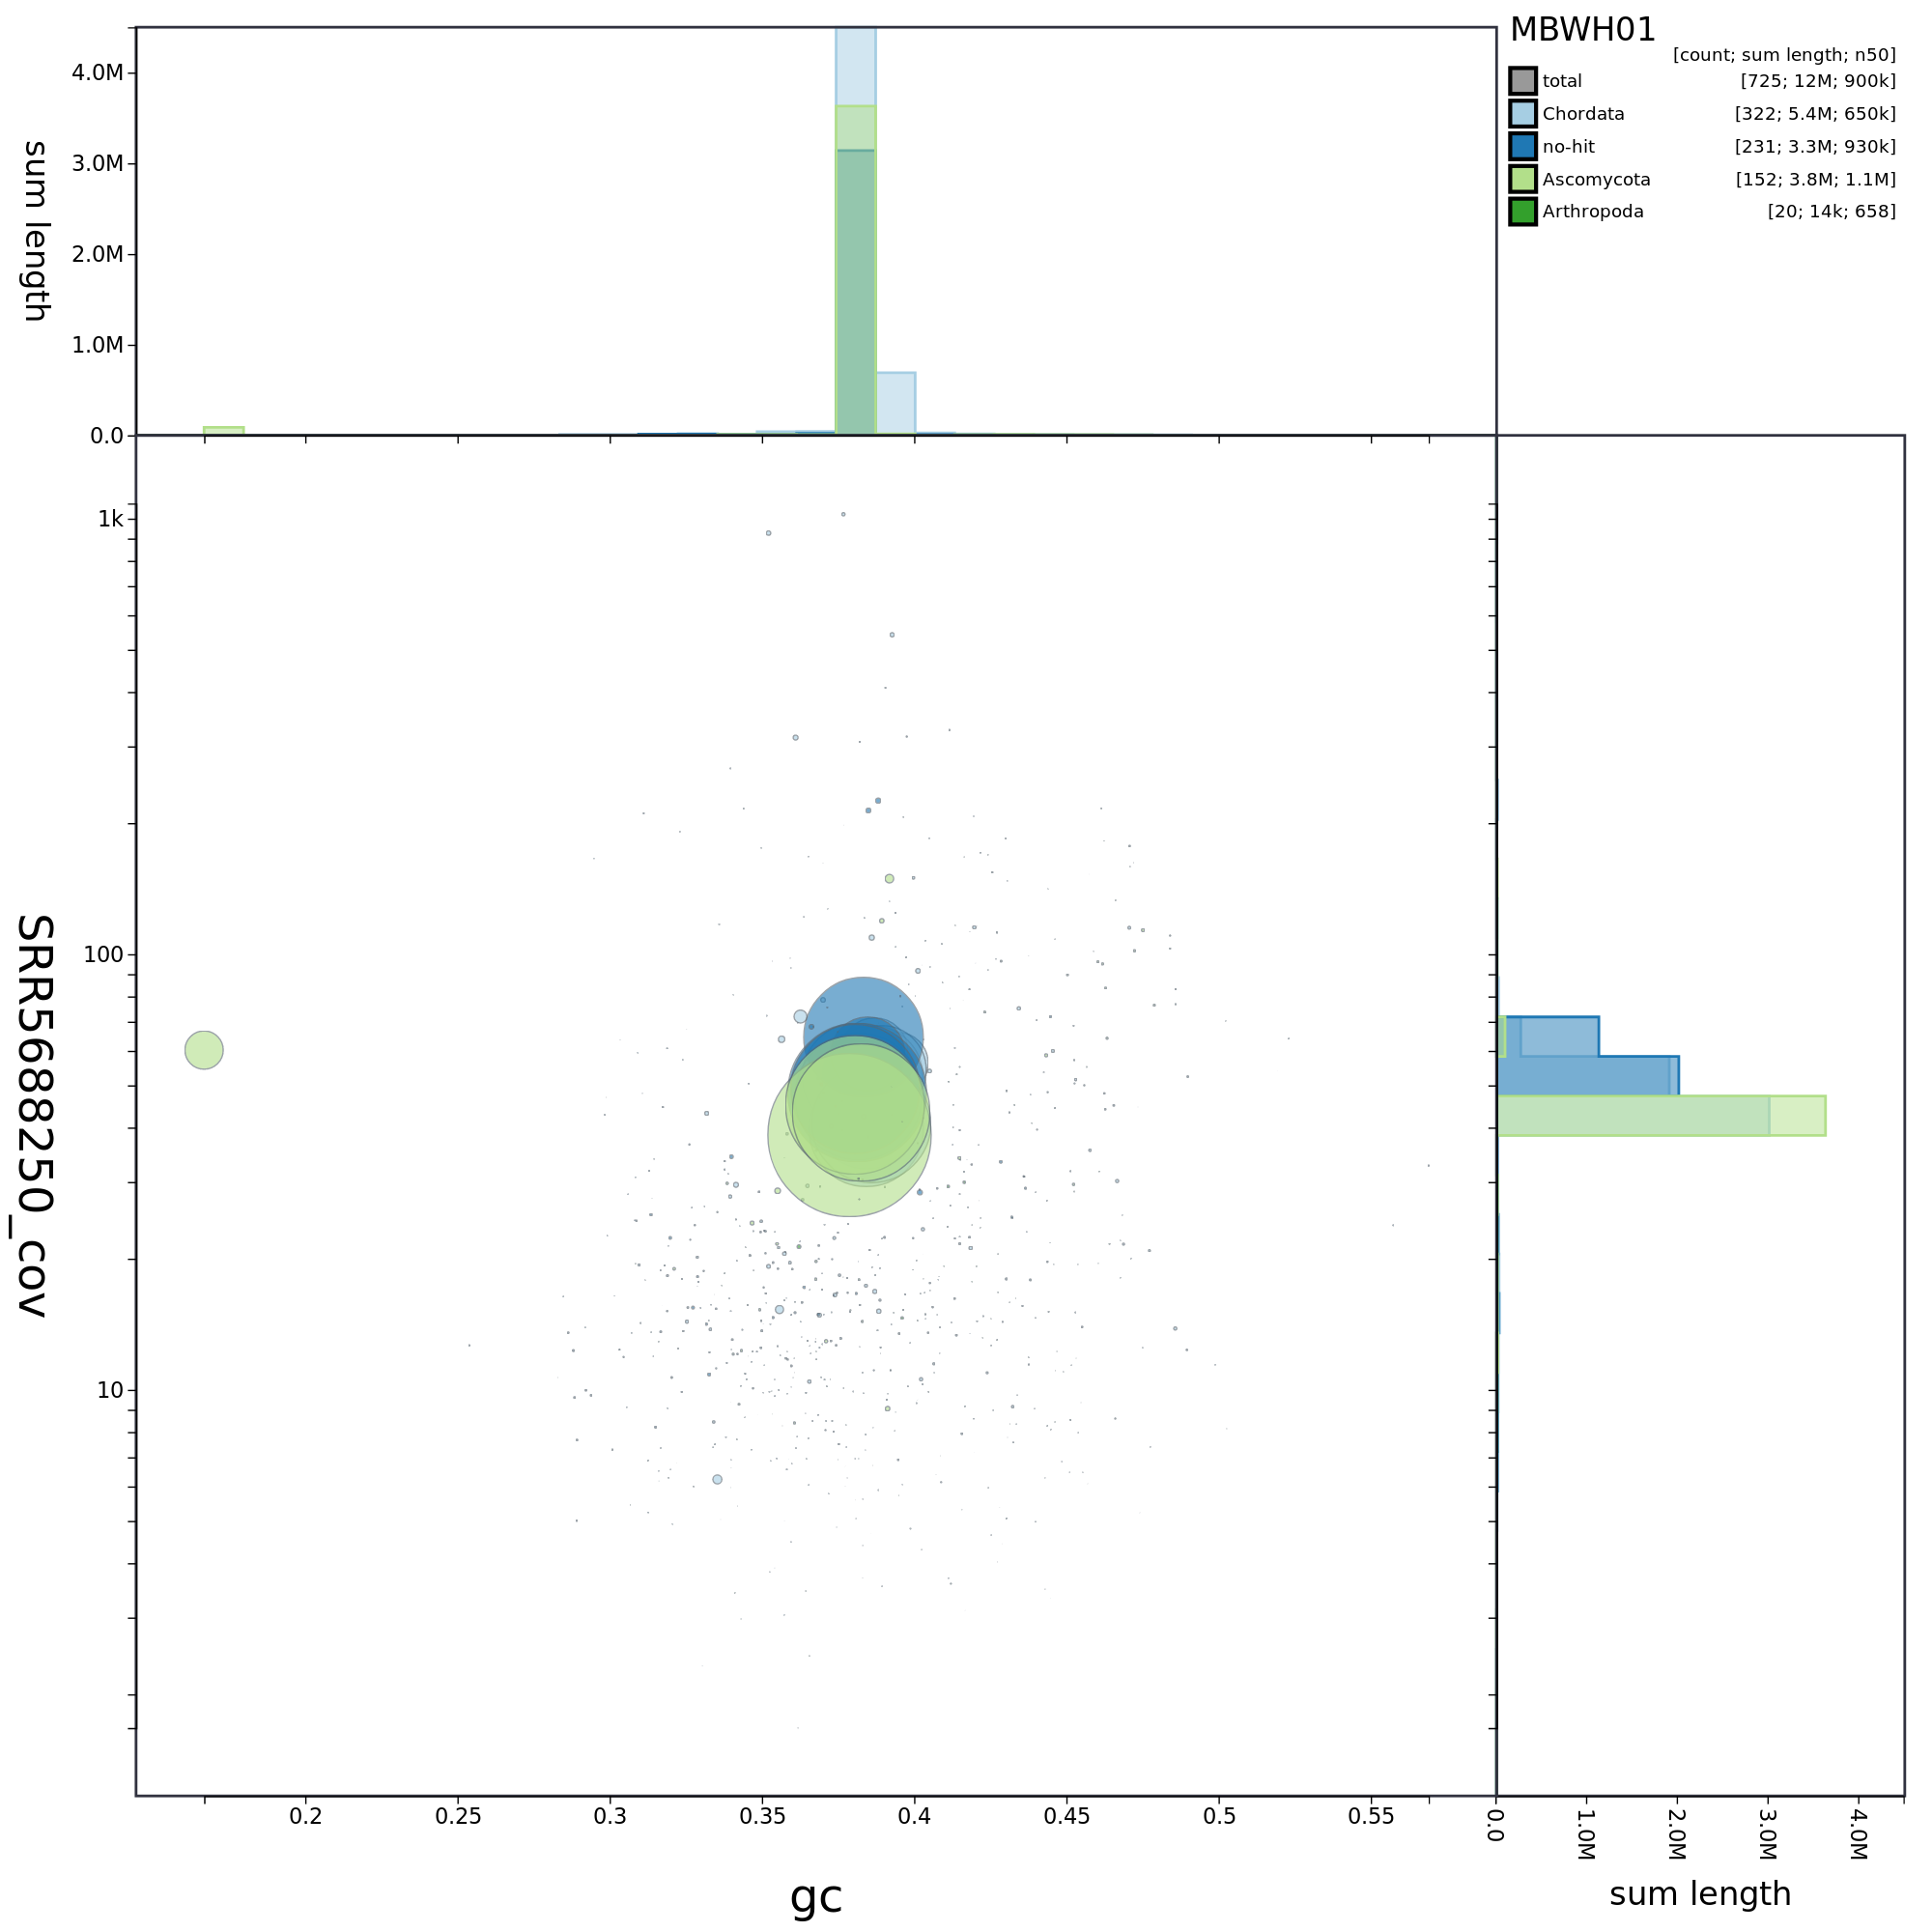 MBWH01
[count; sum length; n50]
total [725; 12M; 900k]
Chordata [322; 5.4M; 650k]
no-hit [231; 3.3M; 930k]
Ascomycota [152; 3.8M; 1.1M]
Arthropoda [20; 14k; 658]
sum length
4.0M
3.0M
2.0M
1.0M
0.0
SRR5688250_cov
1k
100
10
0.2 0.25 0.3 0.35 0.4 0.45 0.5 0.55
gc
0.0 1.0M 2.0M 3.0M 4.0M
sum length